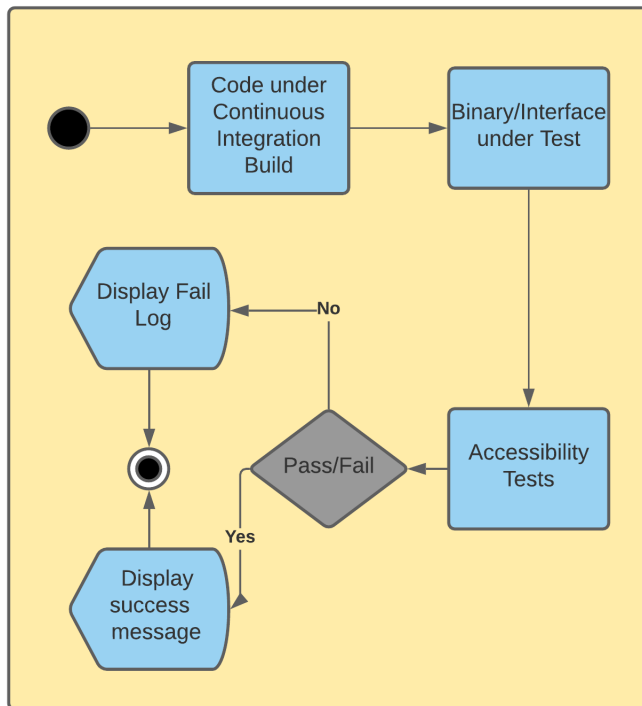 Code under
Continuous
Integration
Build
Binary/Interface
under Test
Display Fail
Log
No
Pass/Fail
Accessibility
Tests
Yes
Display
success
message